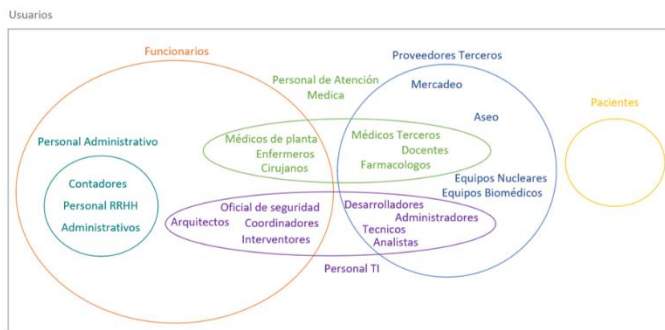 Usuarios
Funcionarios
Proveedores Terceros
Personal de Atención
Medica
Mercadeo
Pacientes
Aseo
Personal Administrativo
Médicos de planta
Enfermeros
Cirujanos
Médicos Terceros
Docentes
Farmacologos
Contadores
Personal RRHH
Administrativos
Equipos Nucleares
Equipos Biomédicos
Arquitectos
Oficial de seguridad
Coordinadores
Interventores
Desarrolladores
Administradores
Tecnicos
Analistas
Personal TI